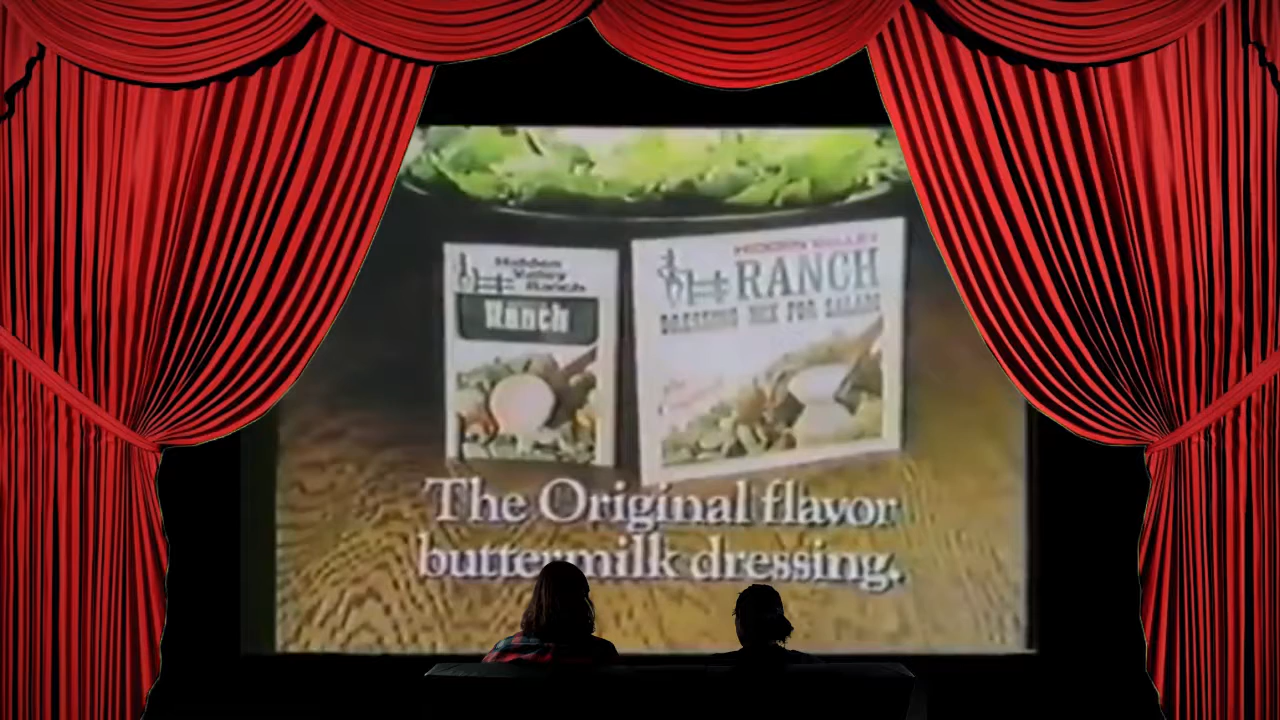 Hidden
Valley
Ranch
Ranch
HIDDEN VALLEY
RANCH
DRESSING MIX FOR SALADS
The Original flavor
buttermilk dressing.